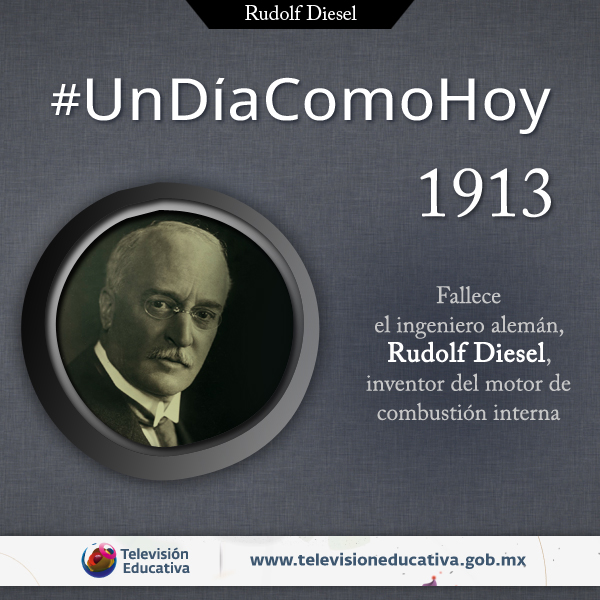 Rudolf Diesel
#UnDíaComoHoy
1913
Fallece
el ingeniero alemán,
Rudolf Diesel,
inventor del motor de
combustión interna
Televisión
Educativa
www.televisioneducativa.gob.mx